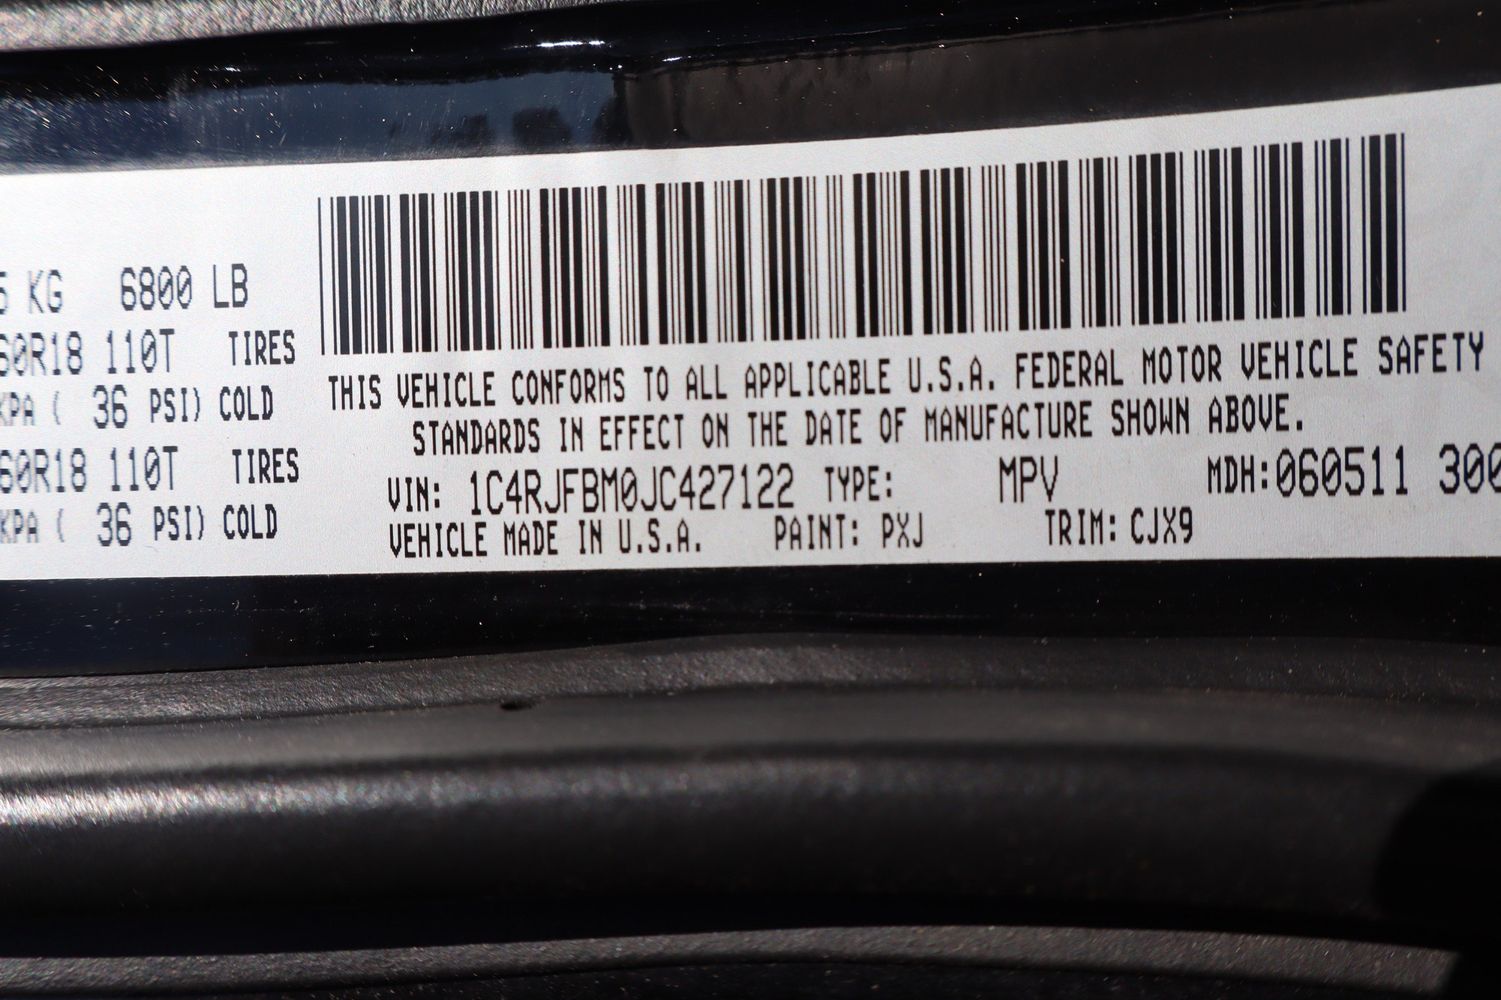 KG 6800 LB
60R18 110T TIRES
KPA ( 36 PSI) COLD
60R18 110T TIRES
KPA ( 36 PSI) COLD
THIS VEHICLE CONFORMS TO ALL APPLICABLE U.S.A. FEDERAL MOTOR VEHICLE SAFETY
STANDARDS IN EFFECT ON THE DATE OF MANUFACTURE SHOWN ABOVE.
VIN: 1C4RJFBM0JC427122 TYPE: MPV MDH:060511 300
VEHICLE MADE IN U.S.A. PAINT: PXJ TRIM: CJX9